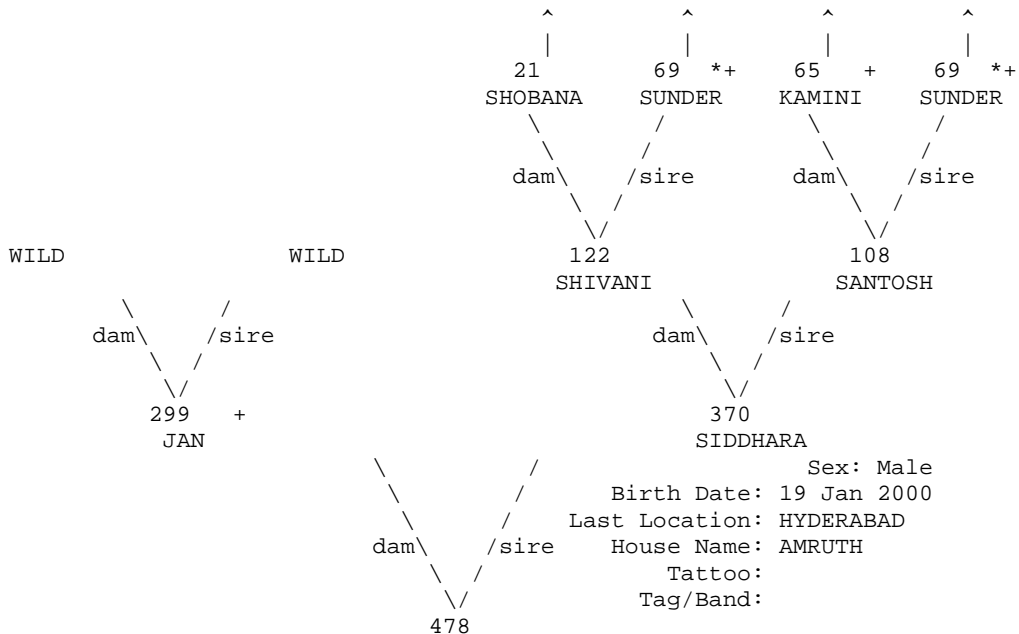 ^ ^ ^ ^
| | | |
21 69 *+ 65 + 69 *+
SHOBANA SUNDER KAMINI SUNDER
\ / \ /
\ / \ /
dam\ /sire dam\ /sire
\ / \ /
\/ \/
WILD WILD 122 108
SHIVANI SANTOSH
\ / \ /
dam\ /sire dam\ /sire
\ / \ /
\/ \/
299 + 370
JAN SIDDHARA
\ / Sex: Male
\ / Birth Date: 19 Jan 2000
\ / Last Location: HYDERABAD
dam\ /sire House Name: AMRUTH
\ / Tattoo:
\/ Tag/Band:
478